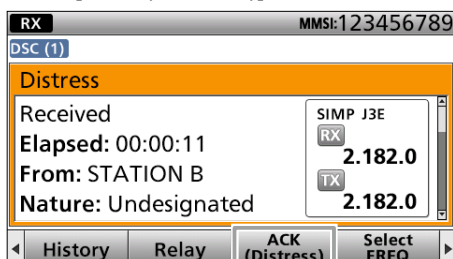 RX MMSI:123456789
DSC (1)
Distress
Received
Elapsed: 00:00:11
From: STATION B
Nature: Undesignated
SIMP J3E
RX
2.182.0
TX
2.182.0
History Relay ACK (Distress) Select FREQ